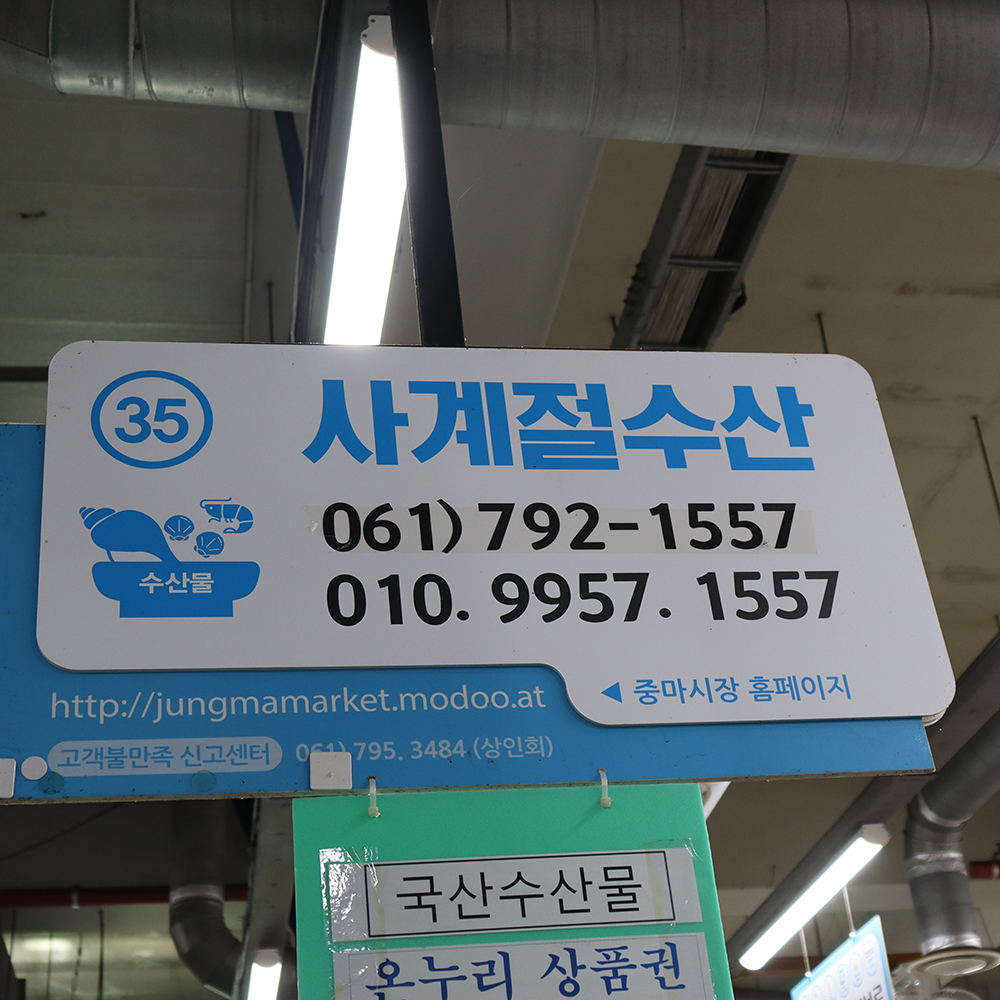 35
사계절수산
061) 792-1557
010. 9957. 1557
수산물
◀ 중마시장 홈페이지
http://jungmamarket.modoo.at
고객불만족 신고센터 061) 795. 3484 (상인회)
국산수산물
온누리 상품권